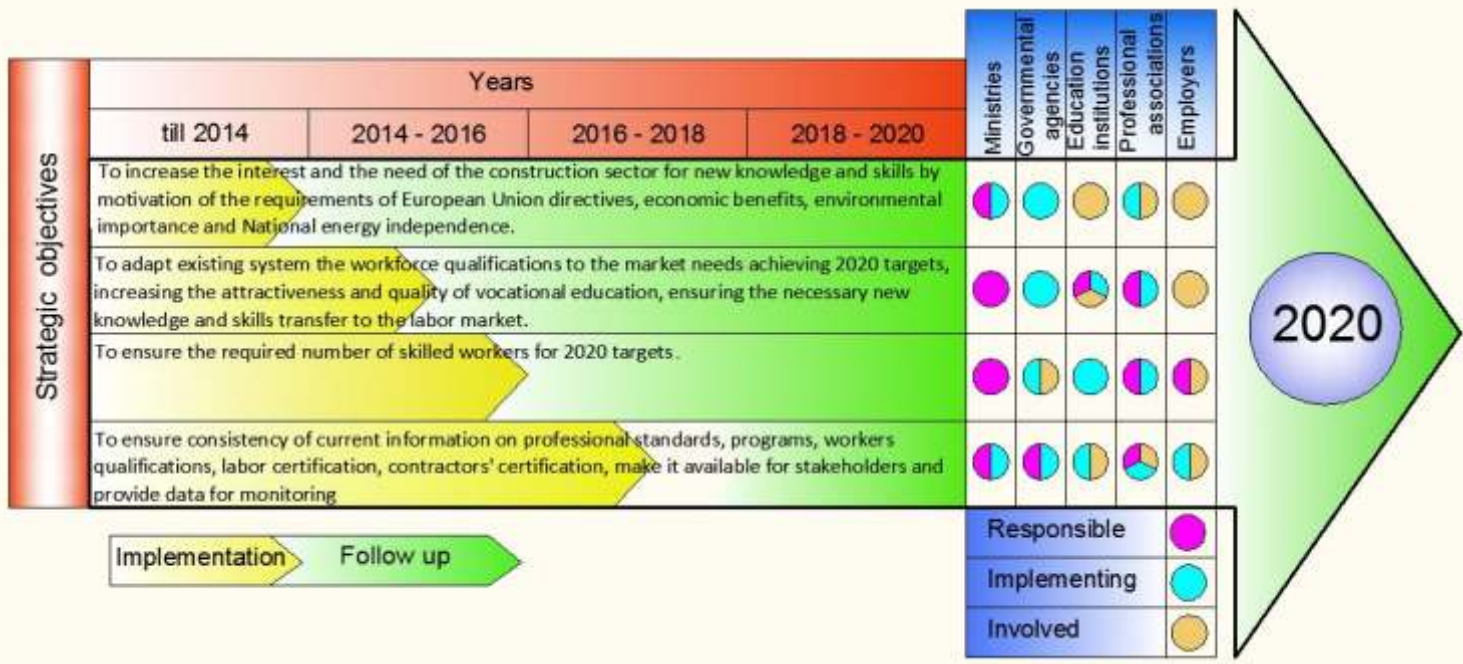 Years
till 2014
2014 - 2016
2016 - 2018
2018 - 2020
Ministries
Governmental
agencies
Education
institutions
Professional
associations
Employers
Strategic objectives
To increase the interest and the need of the construction sector for new knowledge and skills by
motivation of the requirements of European Union directives, economic benefits, environmental
importance and National energy independence.
To adapt existing system the workforce qualifications to the market needs achieving 2020 targets,
increasing the attractiveness and quality of vocational education, ensuring the necessary new
knowledge and skills transfer to the labor market.
To ensure the required number of skilled workers for 2020 targets.
To ensure consistency of current information on professional standards, programs, workers
qualifications, labor certification, contractors' certification, make it available for stakeholders and
provide data for monitoring
2020
Implementation
Follow up
Responsible
Implementing
Involved